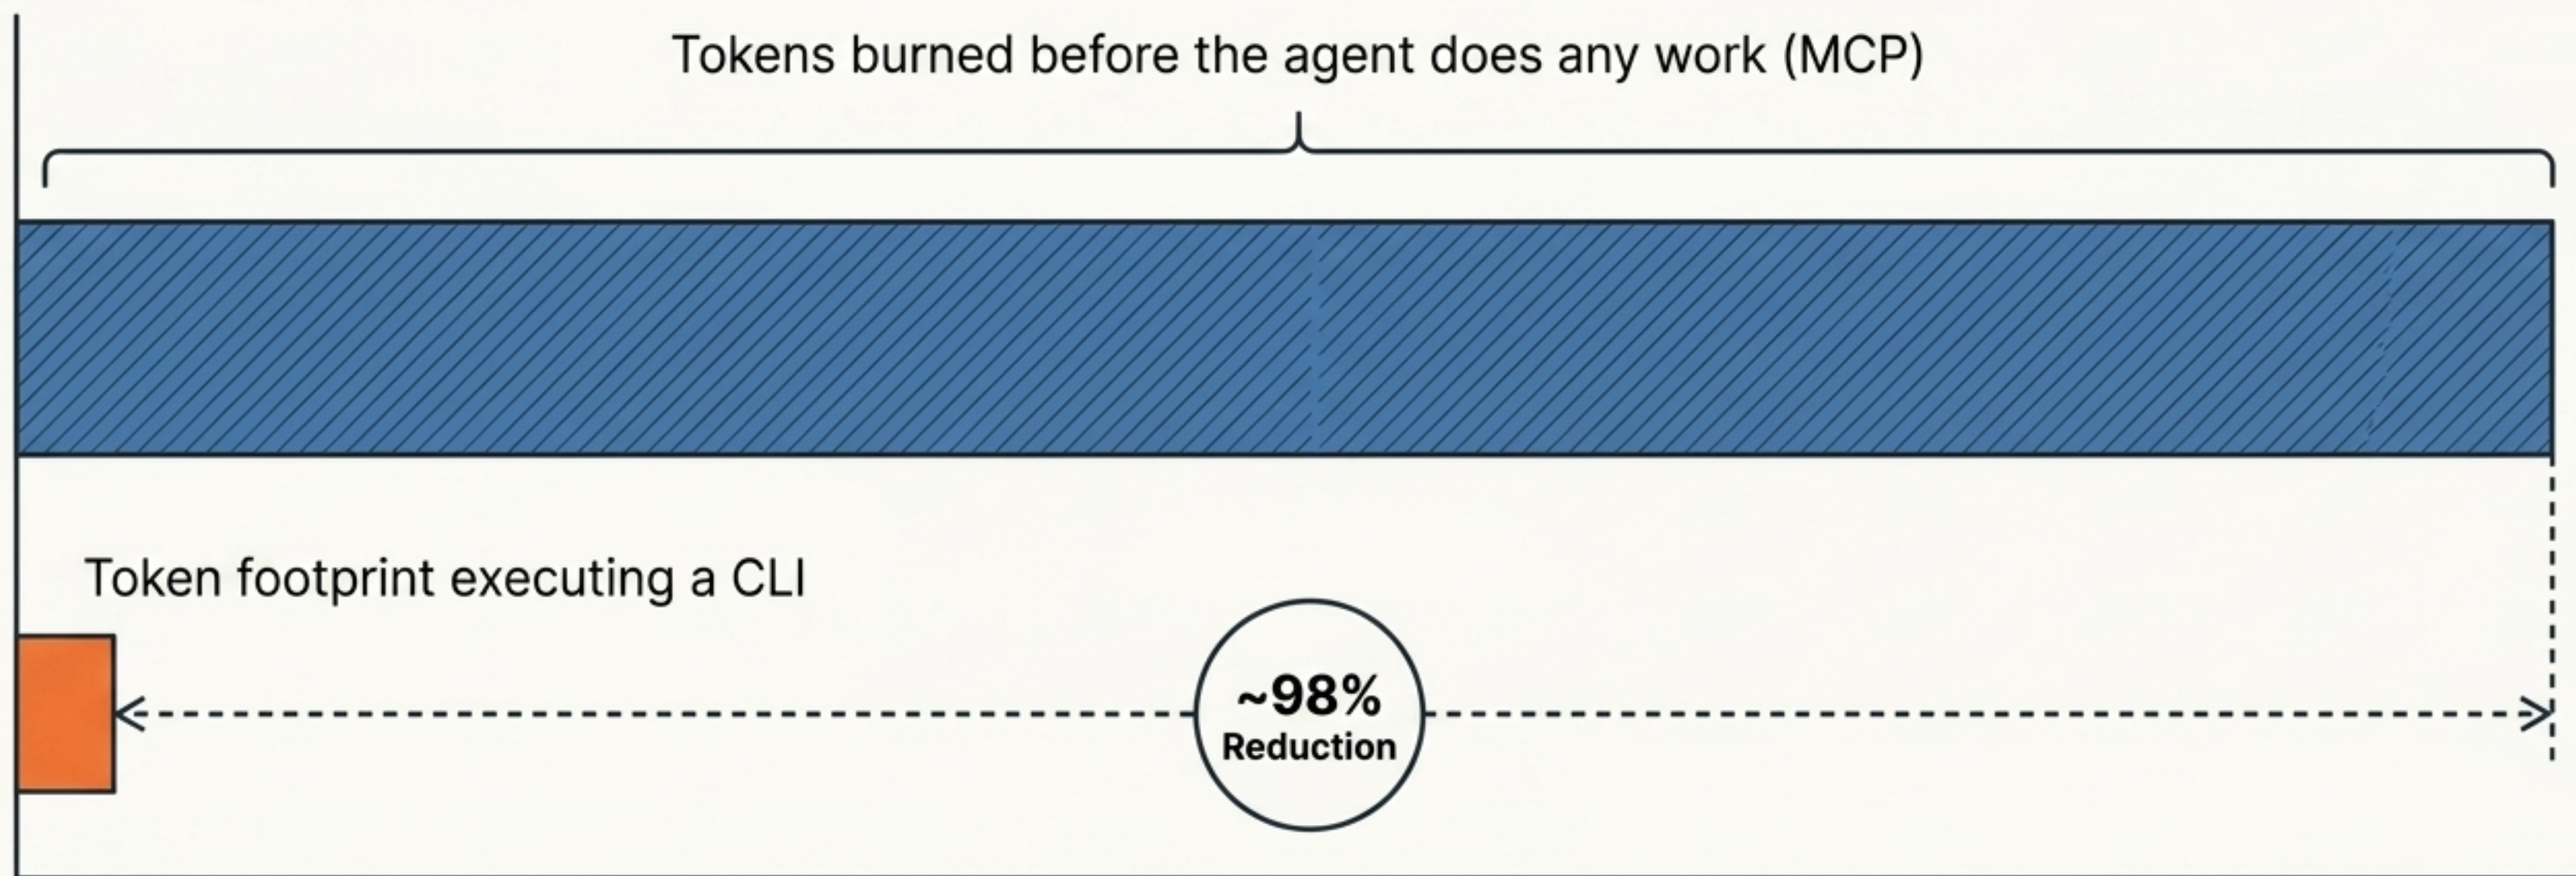 Tokens burned before the agent does any work (MCP)
Token footprint executing a CLI
~98%
Reduction